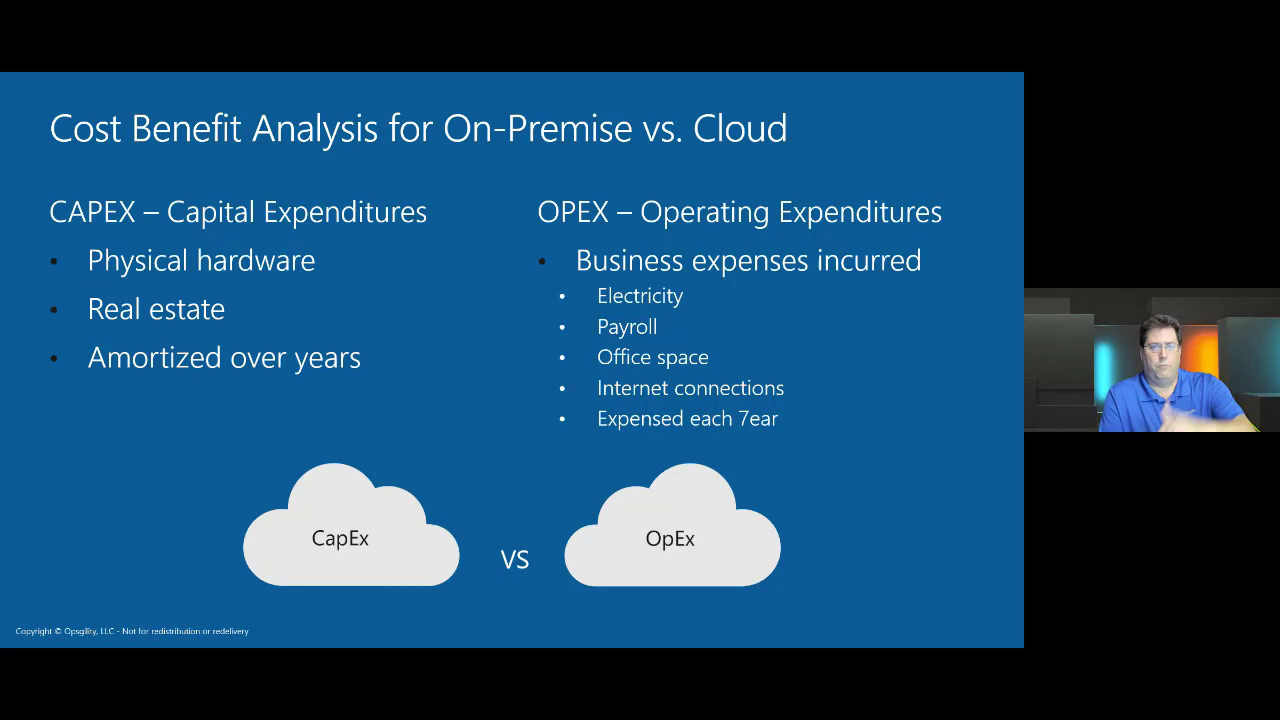 Cost Benefit Analysis for On-Premise vs. Cloud
CAPEX – Capital Expenditures
• Physical hardware
• Real estate
• Amortized over years
OPEX – Operating Expenditures
• Business expenses incurred
• Electricity
• Payroll
• Office space
• Internet connections
• Expensed each 7ear
CapEx
VS
OpEx
Copyright © Opsgility, LLC - Not for redistribution or redelivery